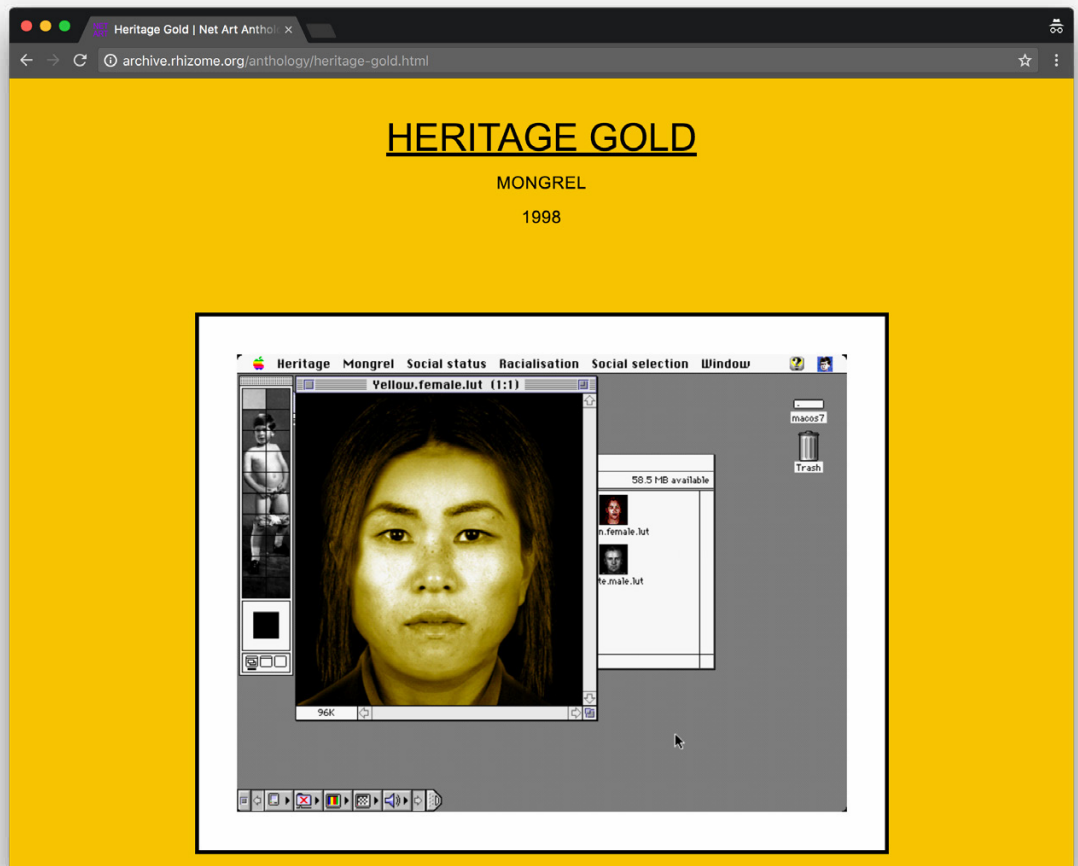 Heritage Gold | Net Art Anthol
archive.rhizome.org/anthology/heritage-gold.html
HERITAGE GOLD
MONGREL
1998
Heritage Mongrel Social status Racialisation Social selection Window
Yellow.female.lut (1:1)
macos7
Trash
58.5 MB available
n.female.lut
te.male.lut
96K